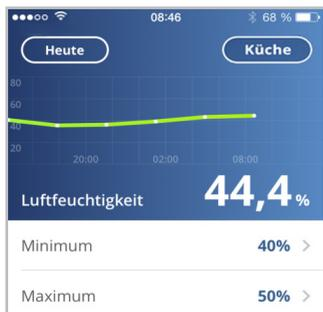 08:46 68 %
Heute Küche
80
60
40
20
20:00 02:00 08:00
Luftfeuchtigkeit 44,4 %
Minimum 40%
Maximum 50%